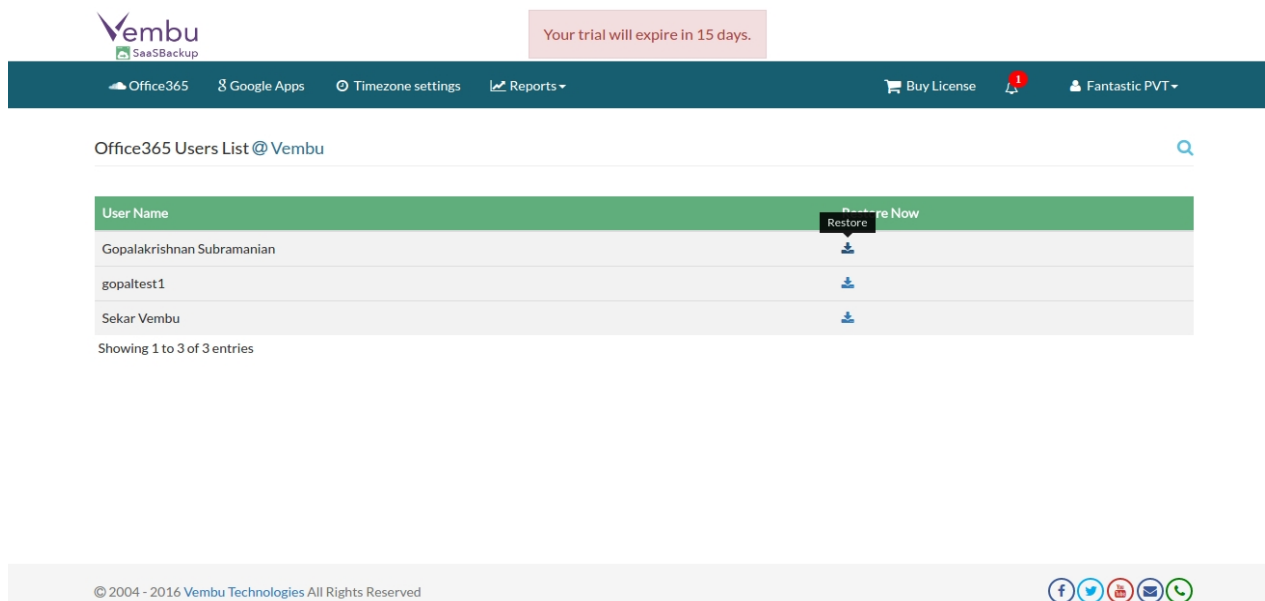 Vembu
SaaSBackup
Your trial will expire in 15 days.
Office365 Google Apps Timezone settings Reports Buy License 1 Fantastic PVT
Office365 Users List @ Vembu
User Name Restore Now
Restore
Gopalakrishnan Subramanian
gopaltest1
Sekar Vembu
Showing 1 to 3 of 3 entries
© 2004 - 2016 Vembu Technologies All Rights Reserved